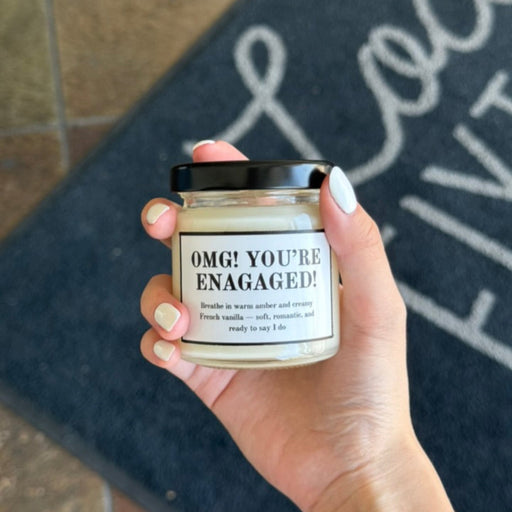 OMG! YOU'RE
ENAGAGED!
Breathe in warm amber and creamy
French vanilla — soft, romantic, and
ready to say I do